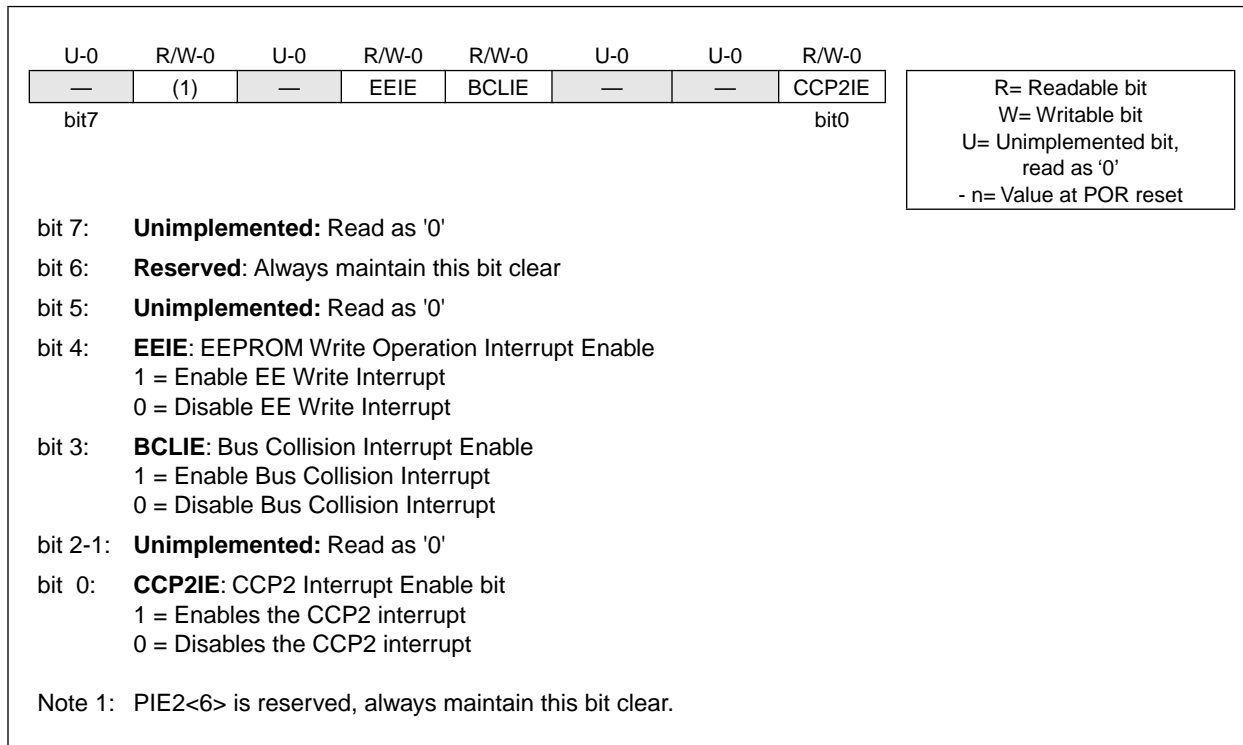 U-0 R/W-0 U-0 R/W-0 R/W-0 U-0 U-0 R/W-0
— (1) — EEIE BCLIE — — CCP2IE
bit7 bit0
R= Readable bit
W= Writable bit
U= Unimplemented bit,
read as ‘0’
- n= Value at POR reset
bit 7: Unimplemented: Read as '0'
bit 6: Reserved: Always maintain this bit clear
bit 5: Unimplemented: Read as '0'
bit 4: EEIE: EEPROM Write Operation Interrupt Enable
1 = Enable EE Write Interrupt
0 = Disable EE Write Interrupt
bit 3: BCLIE: Bus Collision Interrupt Enable
1 = Enable Bus Collision Interrupt
0 = Disable Bus Collision Interrupt
bit 2-1: Unimplemented: Read as '0'
bit 0: CCP2IE: CCP2 Interrupt Enable bit
1 = Enables the CCP2 interrupt
0 = Disables the CCP2 interrupt
Note 1: PIE2<6> is reserved, always maintain this bit clear.